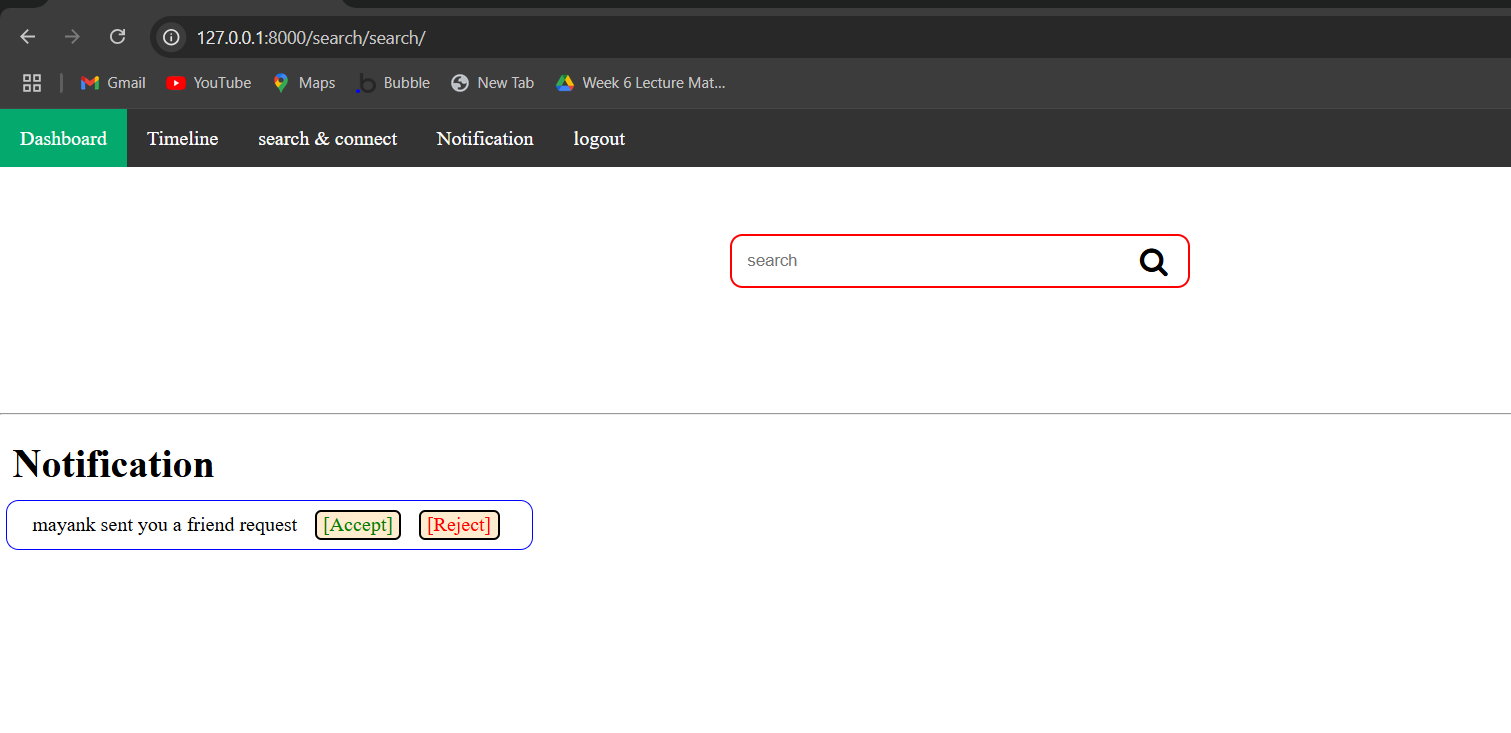 127.0.0.1:8000/search/search/
Gmail YouTube Maps Bubble New Tab Week 6 Lecture Mat...
Dashboard Timeline search & connect Notification logout
search
Notification
mayank sent you a friend request [Accept] [Reject]